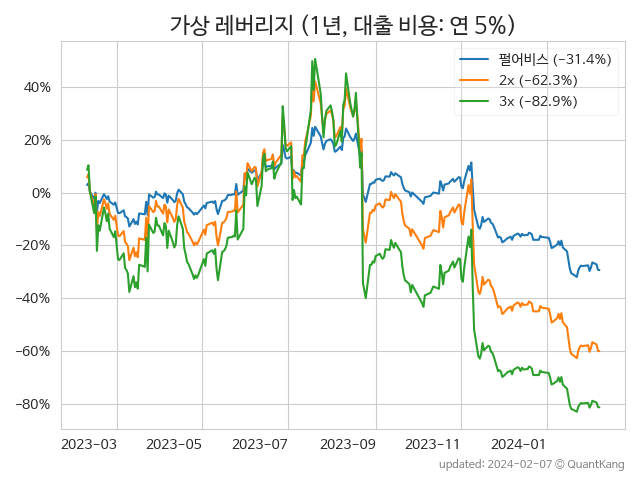 가상 레버리지 (1년, 대출 비용: 연 5%)
펄어비스 (−31.4%)
2x (−62.3%)
3x (−82.9%)
40%
20%
0%
−20%
−40%
−60%
−80%
2023-03 2023-05 2023-07 2023-09 2023-11 2024-01
updated: 2024-02-07 © QuantKang